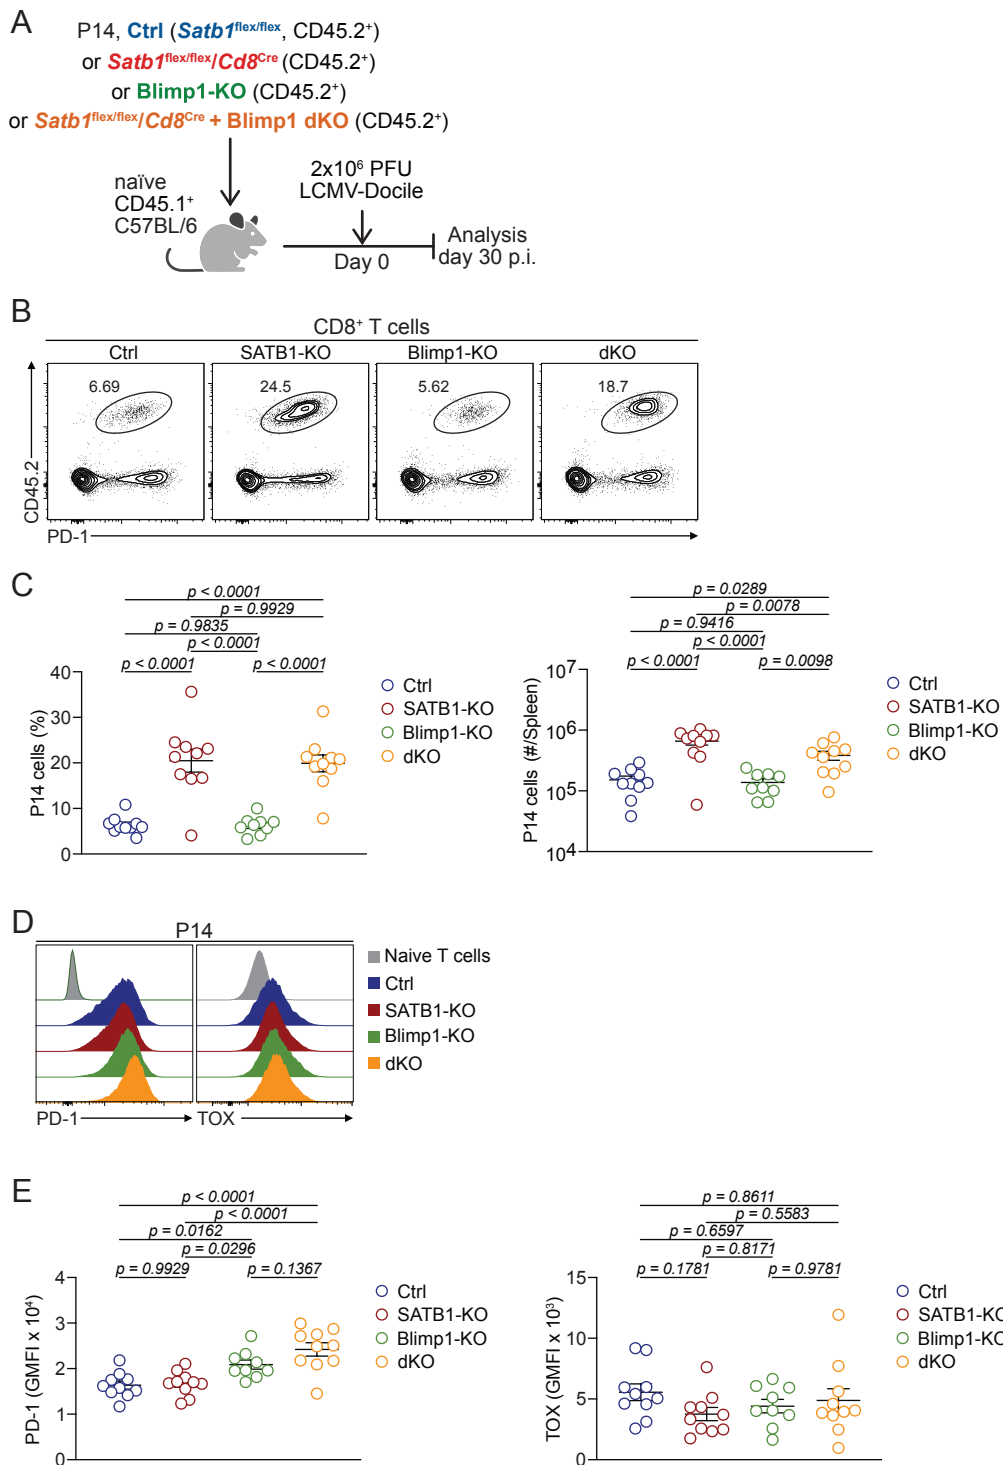 A
P14, Ctrl (Satb1flex/flex, CD45.2+)
or Satb1flex/flex/Cd8Cre (CD45.2+)
or Blimp1-KO (CD45.2+)
or Satb1flex/flex/Cd8Cre + Blimp1 dKO (CD45.2+)
naïve
CD45.1+
C57BL/6
2x10⁶ PFU
LCMV-Docile
Day 0
Analysis
day 30 p.i.
B
CD8+ T cells
Ctrl SATB1-KO Blimp1-KO dKO
6.69 24.5 5.62 18.7
CD45.2
PD-1
C
p < 0.0001
p = 0.9929
p = 0.9835
p < 0.0001
p < 0.0001 p < 0.0001
P14 cells (%)
40
30
20
10
0
Ctrl
SATB1-KO
Blimp1-KO
dKO
p = 0.0289
p = 0.0078
p = 0.9416
p < 0.0001
p < 0.0001 p = 0.0098
P14 cells (#/Spleen)
10⁷
10⁶
10⁵
10⁴
Ctrl
SATB1-KO
Blimp1-KO
dKO
D
P14
Naive T cells
Ctrl
SATB1-KO
Blimp1-KO
dKO
PD-1 TOX
E
p < 0.0001
p < 0.0001
p = 0.0162
p = 0.0296
p = 0.9929 p = 0.1367
PD-1 (GMFI x 10⁴)
4
3
2
1
0
Ctrl
SATB1-KO
Blimp1-KO
dKO
p = 0.8611
p = 0.5583
p = 0.6597
p = 0.8171
p = 0.1781 p = 0.9781
TOX (GMFI x 10³)
15
10
5
0
Ctrl
SATB1-KO
Blimp1-KO
dKO